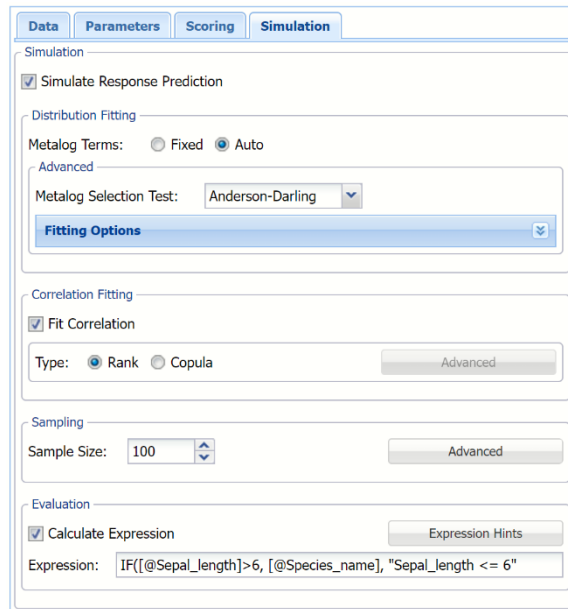 Data Parameters Scoring Simulation
Simulation
Simulate Response Prediction
Distribution Fitting
Metalog Terms: Fixed Auto
Advanced
Metalog Selection Test: Anderson-Darling
Fitting Options
Correlation Fitting
Fit Correlation
Type: Rank Copula Advanced
Sampling
Sample Size: 100 Advanced
Evaluation
Calculate Expression Expression Hints
Expression: IF([@Sepal_length]>6, [@Species_name], "Sepal_length <= 6"